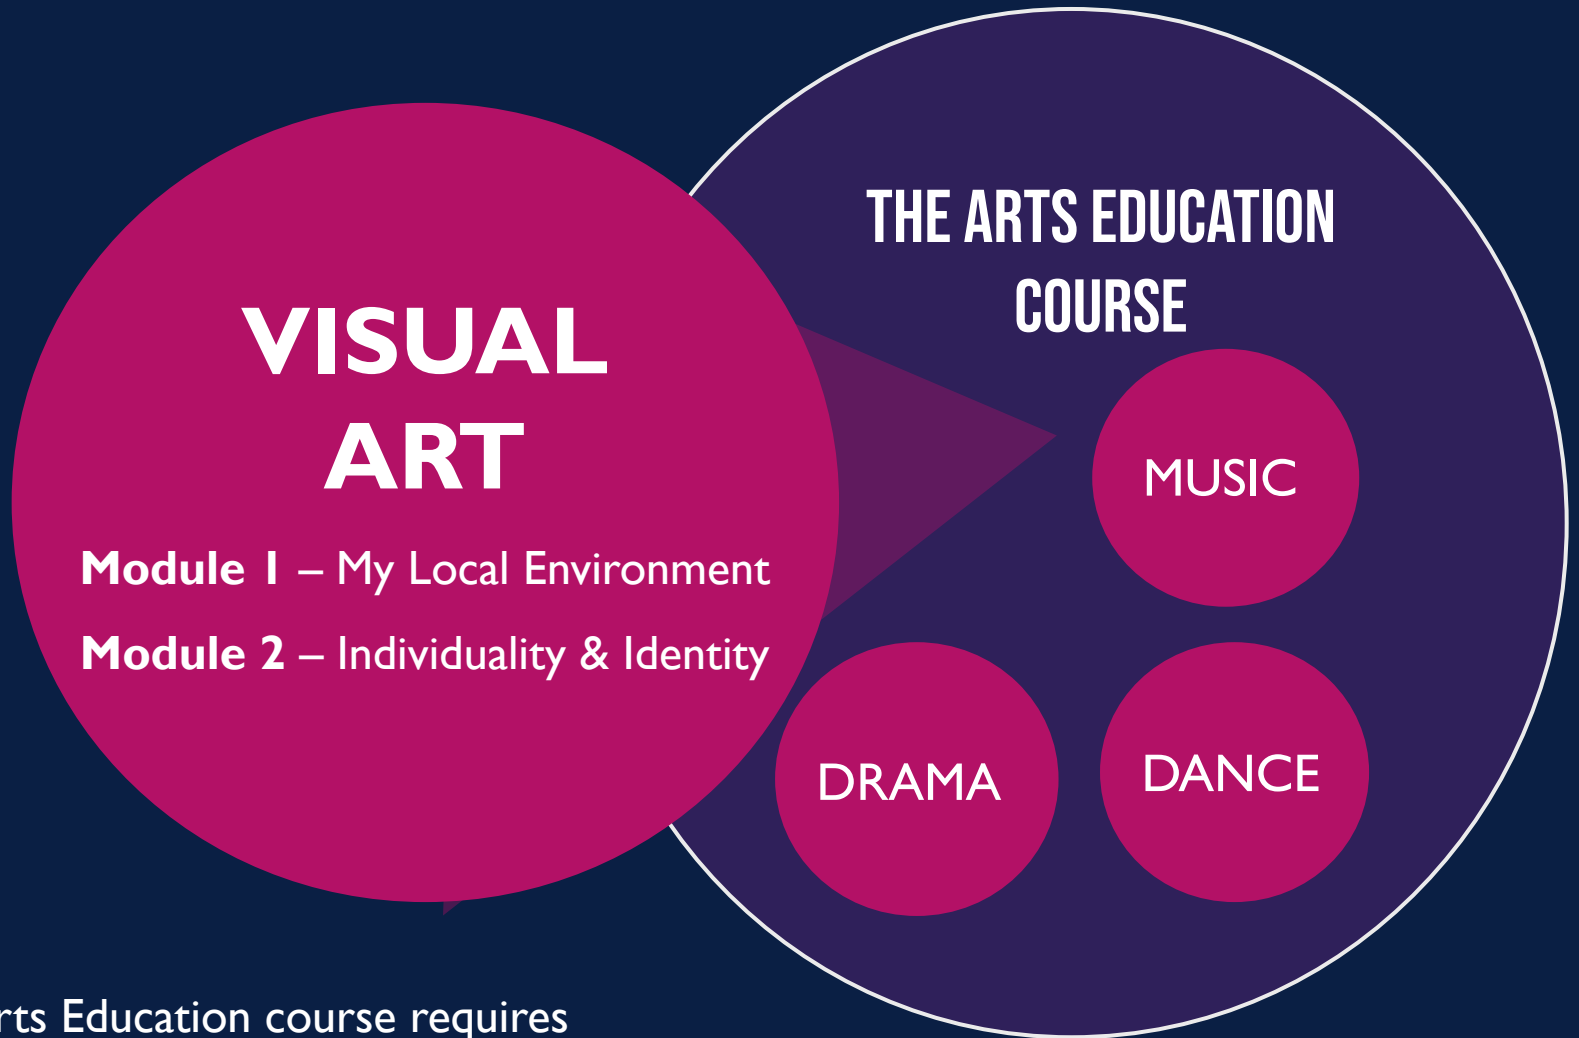 THE ARTS EDUCATION
COURSE
VISUAL
ART
Module 1 – My Local Environment
Module 2 – Individuality & Identity
MUSIC
DRAMA
DANCE
Education course requires